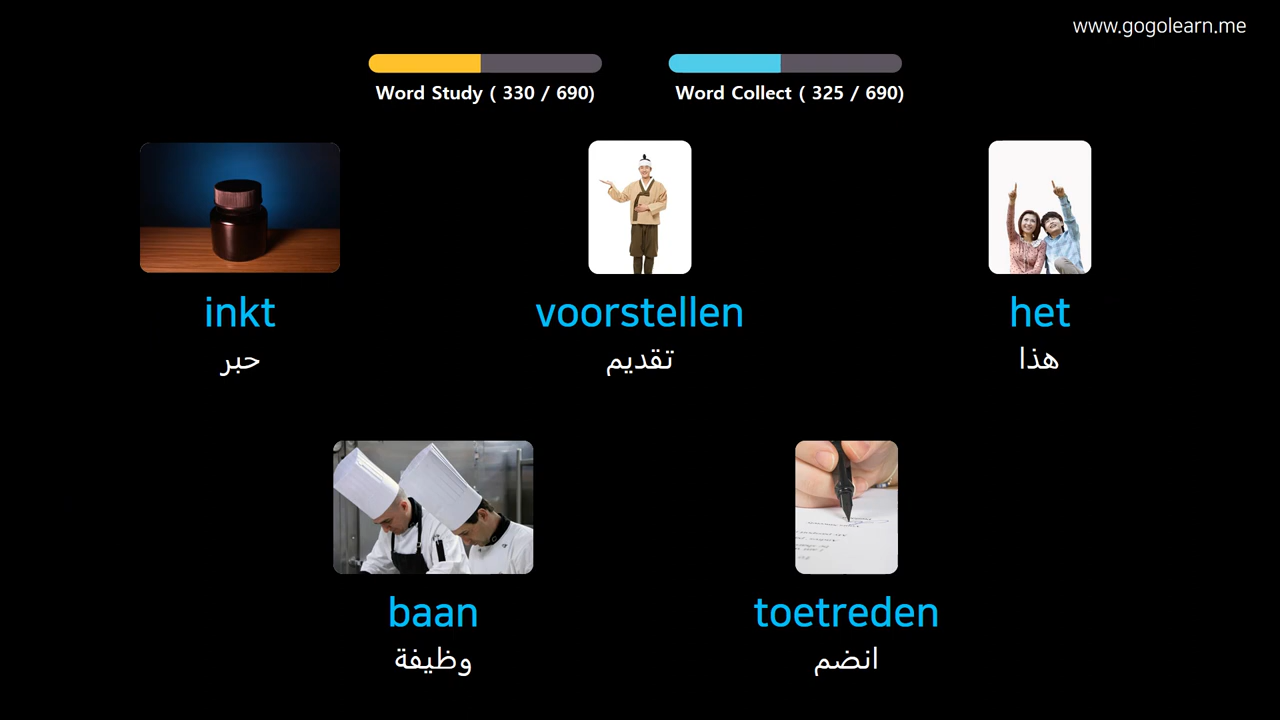 www.gogolearn.me
Word Study ( 330 / 690)
Word Collect ( 325 / 690)
inkt
حبر
voorstellen
تقديم
het
هذا
baan
وظيفة
toetreden
انضم